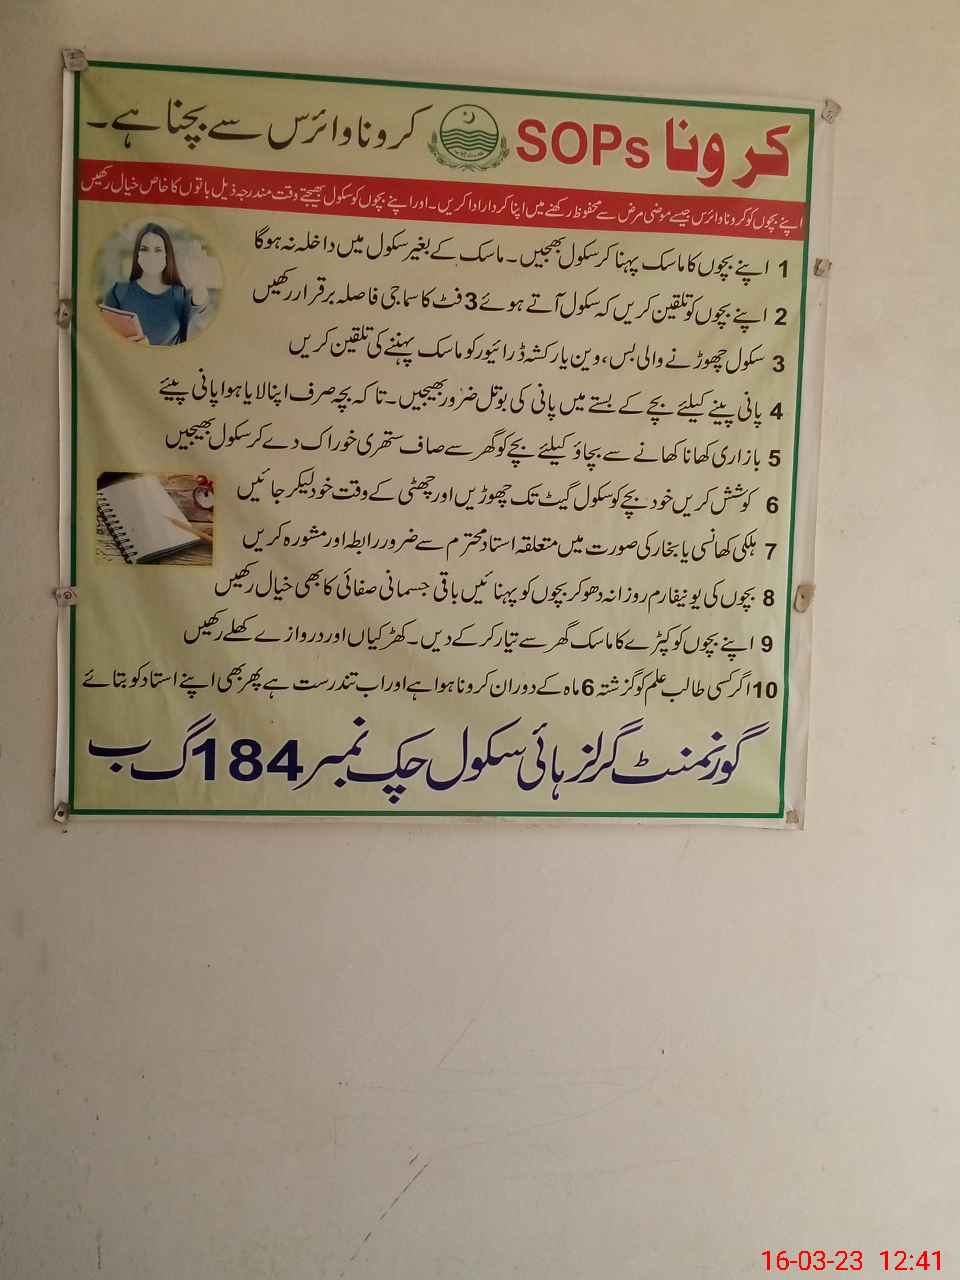 کرونا SOPs کرونا وائرس سے بچنا ہے۔
اپنے بچوں کو کرونا وائرس جیسے موضی مرض سے محفوظ رکھنے میں اپنا کردار ادا کریں۔ اور اپنے بچوں کو سکول بھیجتے وقت مندرجہ ذیل باتوں کا خاص خیال رکھیں
1 اپنے بچوں کا ماسک پہنا کر سکول بھجیں۔ ماسک کے بغیر سکول میں داخلہ نہ ہوگا
2 اپنے بچوں کو تلقین کریں کہ سکول آتے ہوئے 3 فٹ کا سماجی فاصلہ برقرار رکھیں
3 سکول چھوڑنے والی بس، وین یا رکشہ ڈرائیور کو ماسک پہننے کی تلقین کریں
4 پانی پینے کیلئے بچے کے بستے میں پانی کی بوتل ضرور بھیجیں۔ تا کہ بچہ صرف اپنا لایا ہوا پانی پیئے
5 بازاری کھانا کھانے سے بچاؤ کیلئے بچے کو گھر سے صاف ستھری خوراک دے کر سکول بھیجیں
6 کوشش کریں خود بچے کو سکول گیٹ تک چھوڑیں اور چھٹی کے وقت خود لیکر جائیں
7 ہلکی کھانسی یا بخار کی صورت میں متعلقہ استاد محترم سے ضرور رابطہ اور مشورہ کریں
8 بچوں کی یونیفارم روزانہ دھو کر بچوں کو پہنائیں باقی جسمانی صفائی کا بھی خیال رکھیں
9 اپنے بچوں کو کپڑے کا ماسک گھر سے تیار کر کے دیں۔ کھڑکیاں اور دروازے کھلے رکھیں
10 اگر کسی طالب علم کو گزشتہ 6 ماہ کے دوران کرونا ہوا ہے اور اب تندرست ہے پھر بھی اپنے استاد کو بتائے
گورنمنٹ گرلز ہائی سکول چک نمبر 184 گ ب
16-03-23 12:41